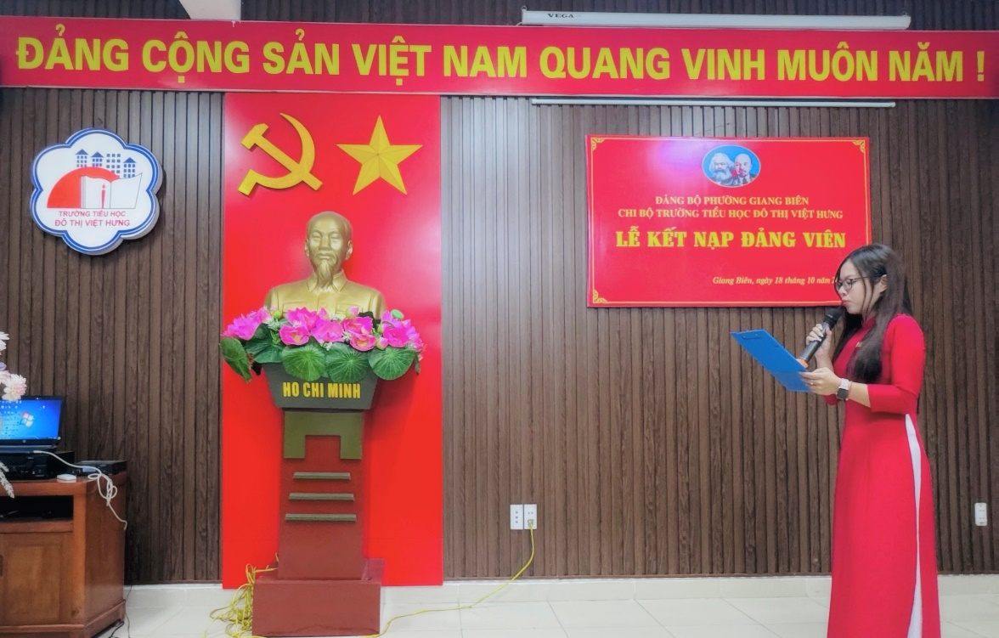 VEGA
ĐẢNG CỘNG SẢN VIỆT NAM QUANG VINH MUÔN NĂM !
TRƯỜNG TIỂU HỌC
ĐÔ THỊ VIỆT HƯNG
ĐẢNG BỘ PHƯỜNG GIANG BIÊN
CHI BỘ TRƯỜNG TIỂU HỌC ĐÔ THỊ VIỆT HƯNG
LỄ KẾT NẠP ĐẢNG VIÊN
Giang Biên, ngày 18 tháng 10 năm
HO CHI MINH